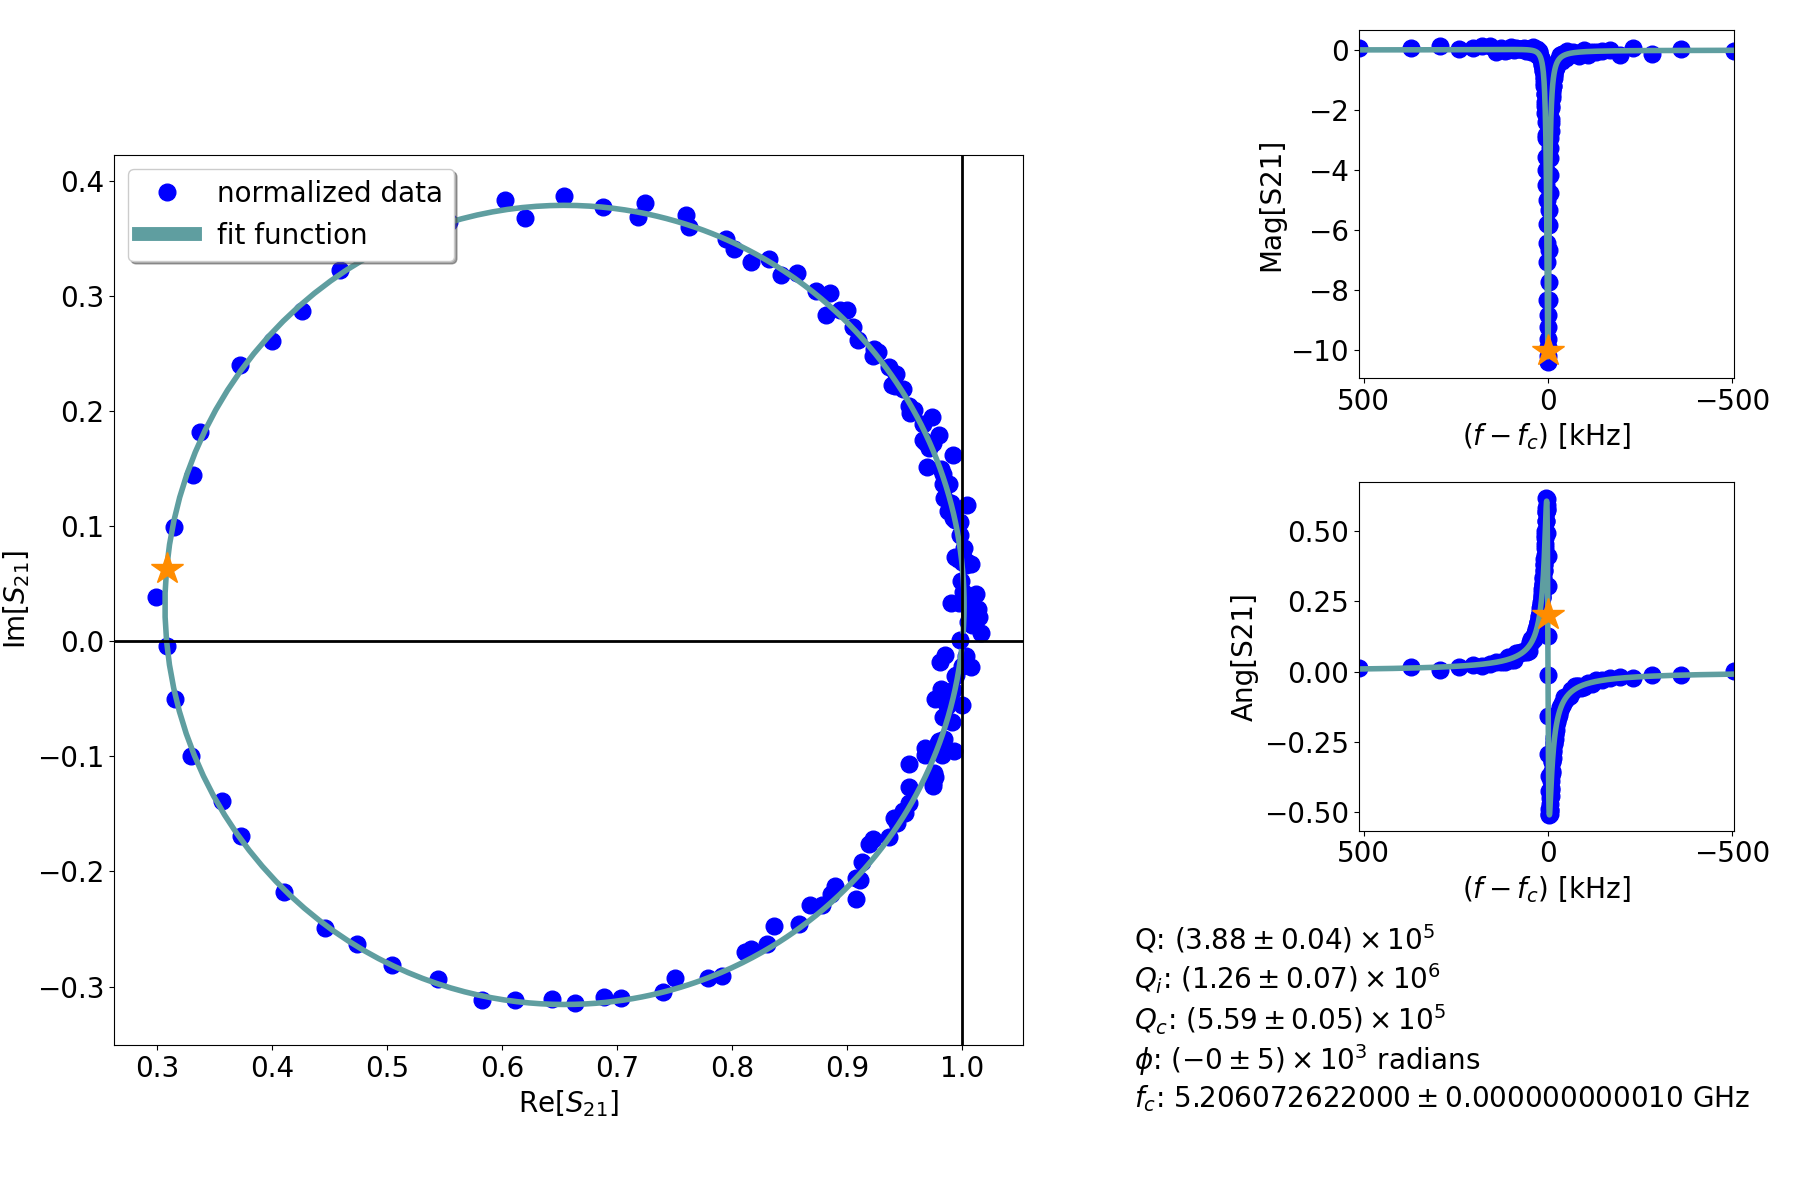 normalized data
fit function
0.4
0.3
0.2
0.1
0.0
−0.1
−0.2
−0.3
Im[S21]
0.3 0.4 0.5 0.6 0.7 0.8 0.9 1.0
Re[S21]
0
−2
−4
−6
−8
−10
Mag[S21]
500 0 −500
(f − fc) [kHz]
0.50
0.25
0.00
−0.25
−0.50
Ang[S21]
500 0 −500
(f − fc) [kHz]
Q: (3.88 ± 0.04) × 10^5
Qi: (1.26 ± 0.07) × 10^6
Qc: (5.59 ± 0.05) × 10^5
ϕ: (−0 ± 5) × 10^3 radians
fc: 5.206072622000 ± 0.000000000010 GHz